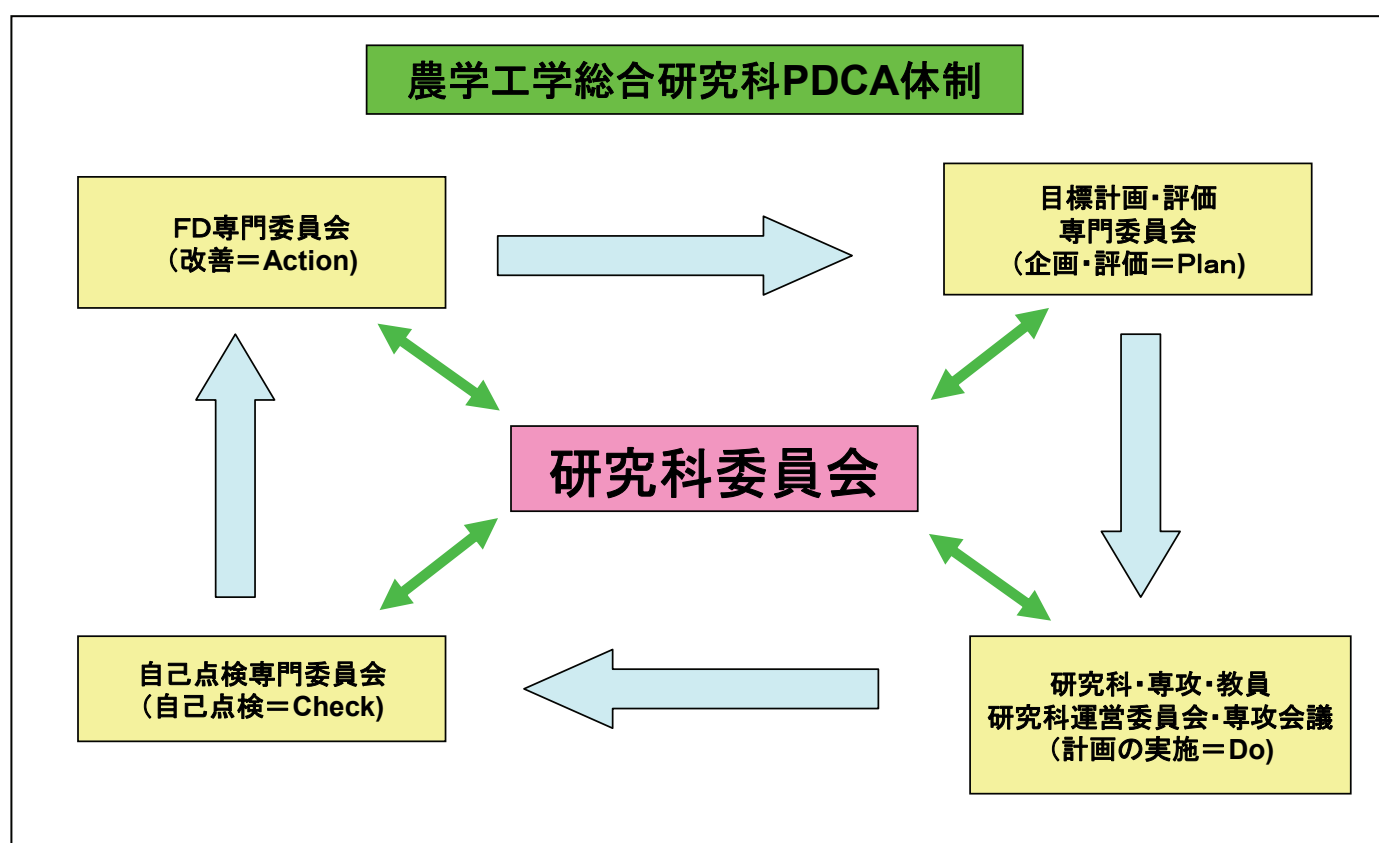 農学工学総合研究科PDCA体制
FD専門委員会
(改善＝Action)
目標計画・評価
専門委員会
(企画・評価＝Plan)
研究科委員会
自己点検専門委員会
(自己点検＝Check)
研究科・専攻・教員
研究科運営委員会・専攻会議
(計画の実施＝Do)